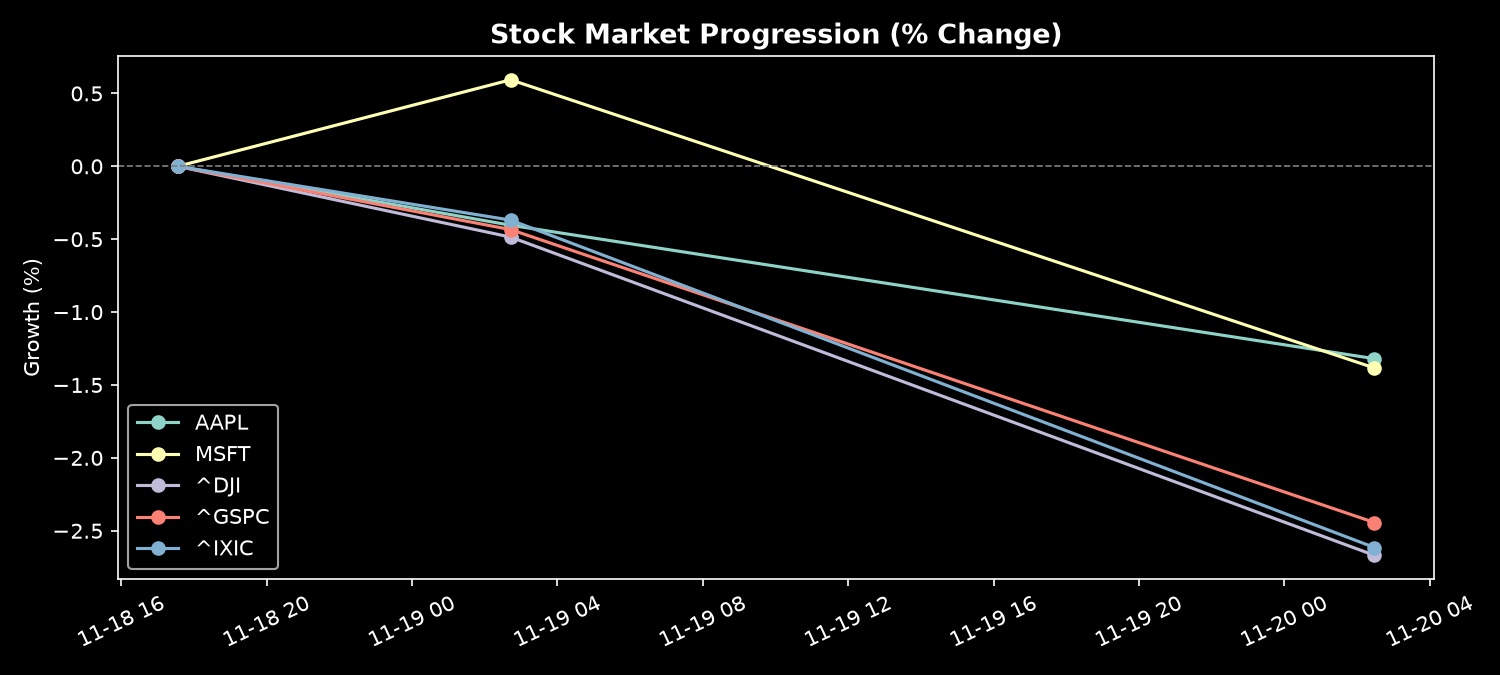 Stock Market Progression (% Change)
Growth (%)
0.5
0.0
−0.5
−1.0
−1.5
−2.0
−2.5
AAPL
MSFT
^DJI
^GSPC
^IXIC
11-18 16
11-18 20
11-19 00
11-19 04
11-19 08
11-19 12
11-19 16
11-19 20
11-20 00
11-20 04